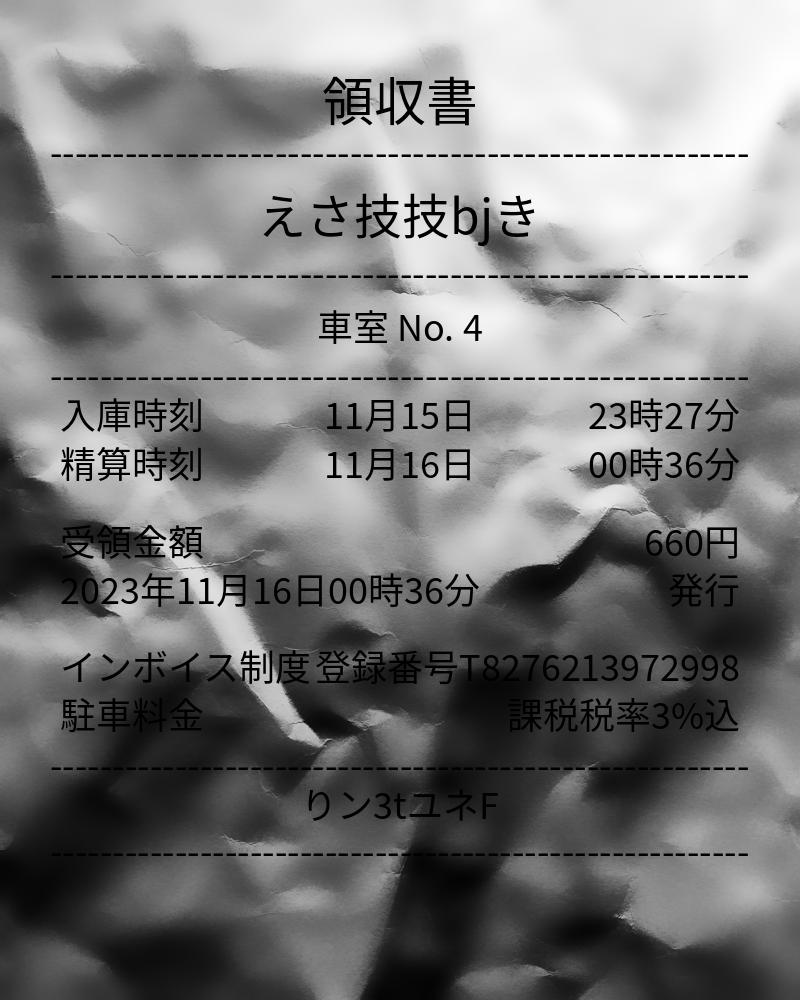 領収書
えさ技技bjき
車室 No. 4
入庫時刻 11月15日 23時27分
精算時刻 11月16日 00時36分
受領金額 660円
2023年11月16日00時36分 発行
インボイス制度 登録番号T8276213972998
駐車料金 課税税率3%込
りン3tユネF